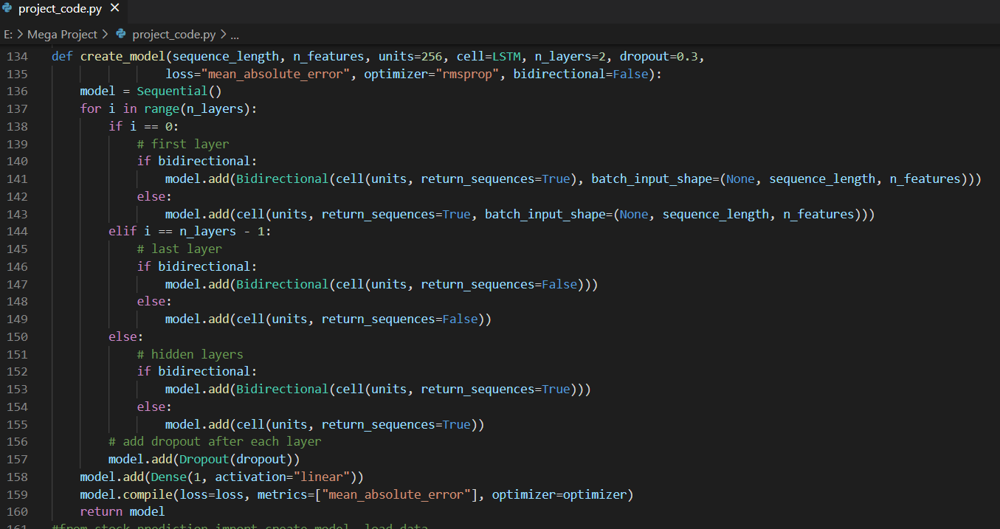 project_code.py ×
E: > Mega Project > project_code.py > ...
134 def create_model(sequence_length, n_features, units=256, cell=LSTM, n_layers=2, dropout=0.3,
135 loss="mean_absolute_error", optimizer="rmsprop", bidirectional=False):
136 model = Sequential()
137 for i in range(n_layers):
138 if i == 0:
139 # first layer
140 if bidirectional:
141 model.add(Bidirectional(cell(units, return_sequences=True), batch_input_shape=(None, sequence_length, n_features)))
142 else:
143 model.add(cell(units, return_sequences=True, batch_input_shape=(None, sequence_length, n_features)))
144 elif i == n_layers - 1:
145 # last layer
146 if bidirectional:
147 model.add(Bidirectional(cell(units, return_sequences=False)))
148 else:
149 model.add(cell(units, return_sequences=False))
150 else:
151 # hidden layers
152 if bidirectional:
153 model.add(Bidirectional(cell(units, return_sequences=True)))
154 else:
155 model.add(cell(units, return_sequences=True))
156 # add dropout after each layer
157 model.add(Dropout(dropout))
158 model.add(Dense(1, activation="linear"))
159 model.compile(loss=loss, metrics=["mean_absolute_error"], optimizer=optimizer)
160 return model
161 #from stock_prediction import create_model, load_data